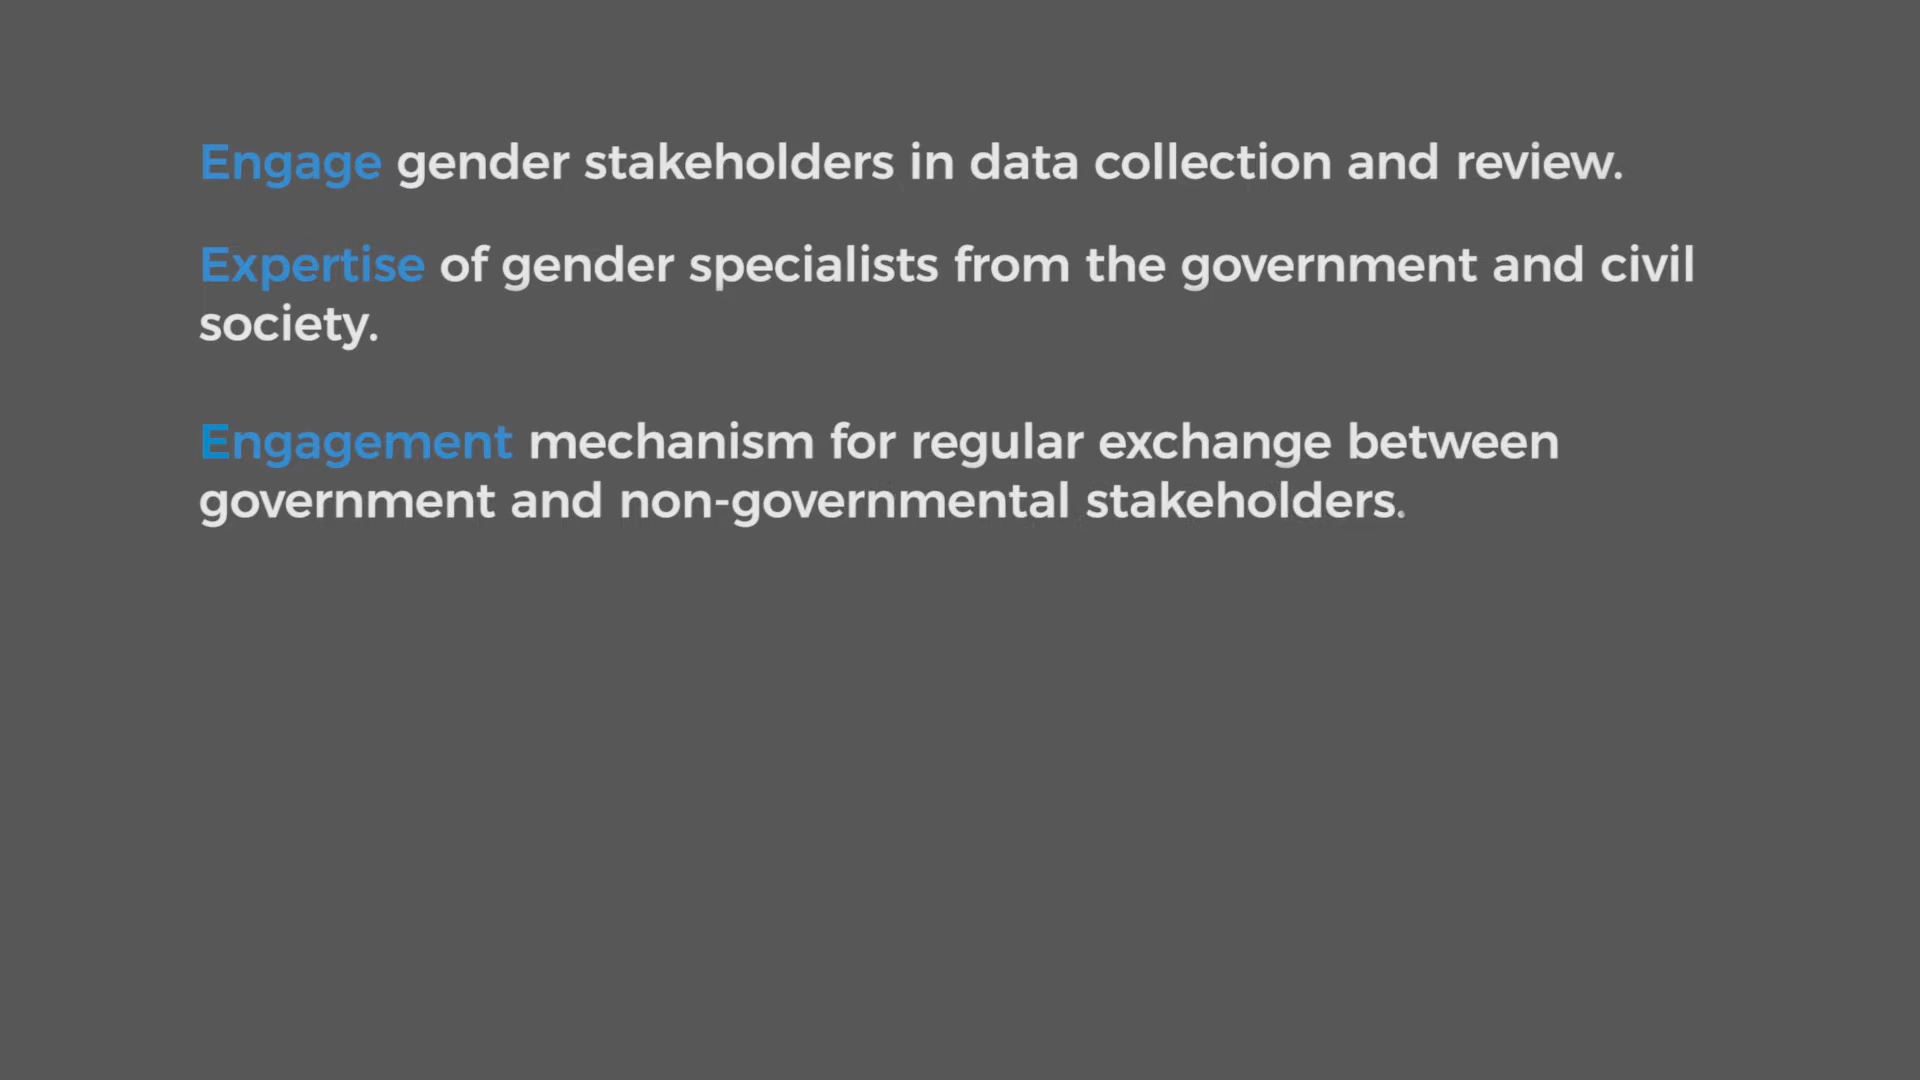 Engage gender stakeholders in data collection and review.
Expertise of gender specialists from the government and civil
society.
Engagement mechanism for regular exchange between
government and non-governmental stakeholders.